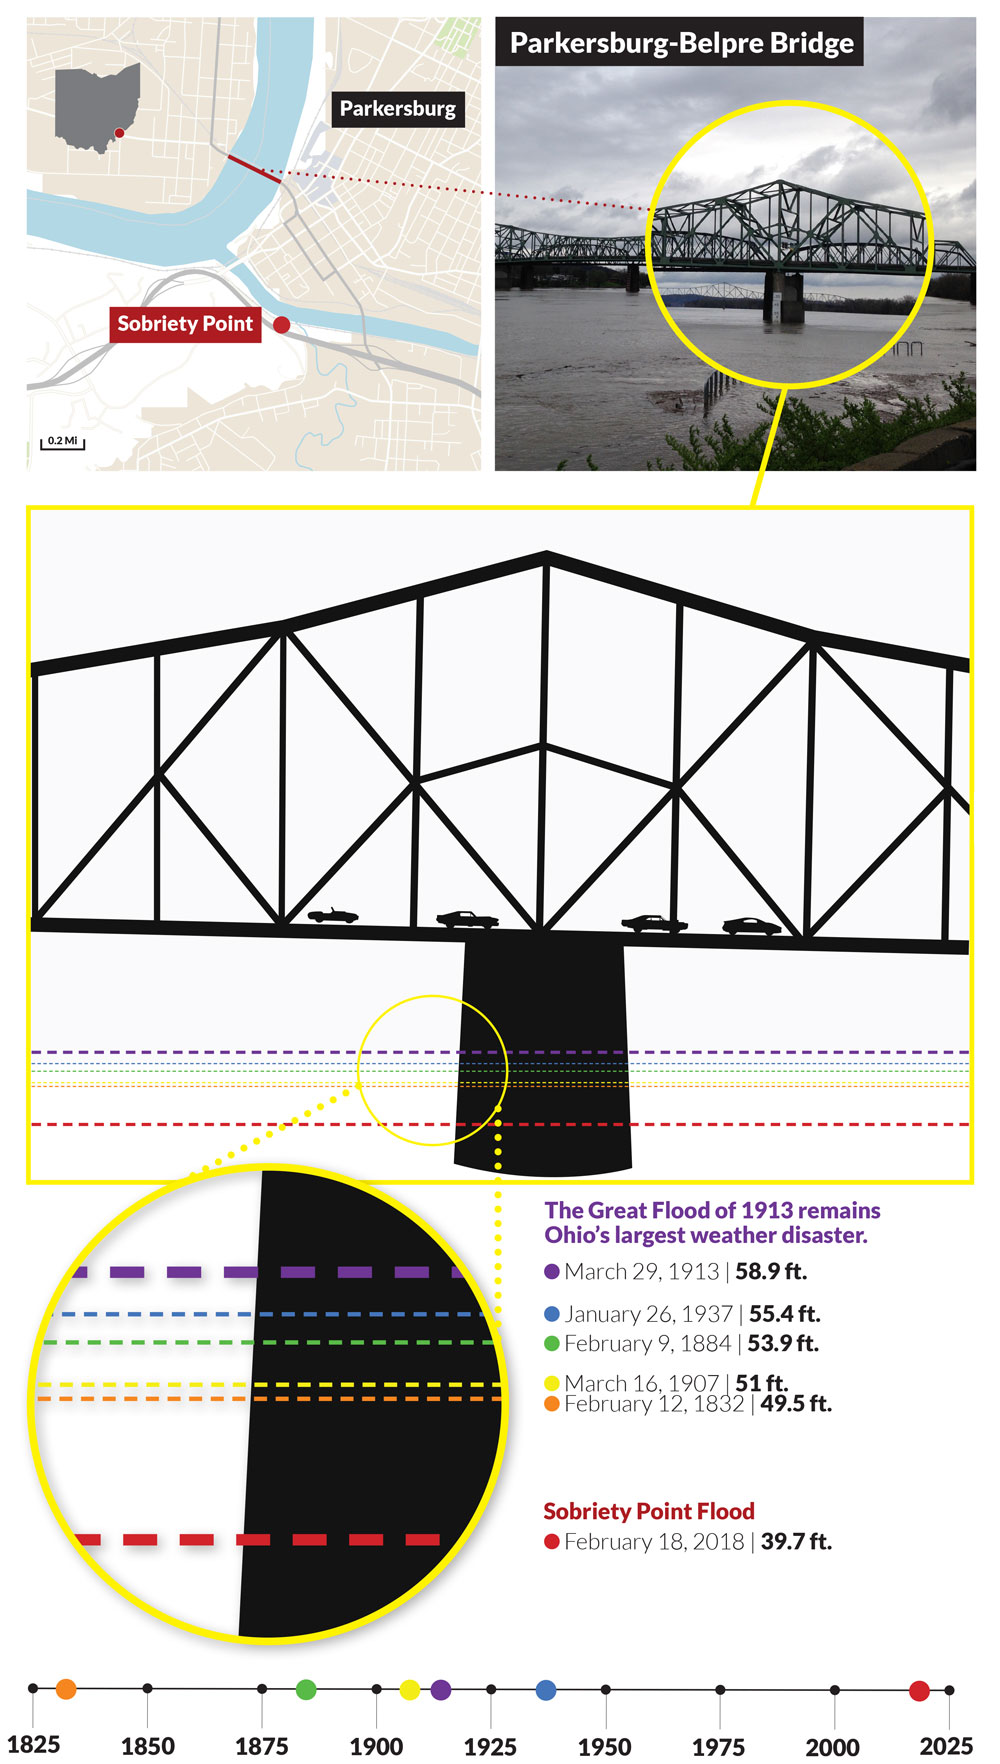 Parkersburg-Belpre Bridge
Parkersburg
Sobriety Point
0.2 Mi
The Great Flood of 1913 remains
Ohio's largest weather disaster.
March 29, 1913 | 58.9 ft.
January 26, 1937 | 55.4 ft.
February 9, 1884 | 53.9 ft.
March 16, 1907 | 51 ft.
February 12, 1832 | 49.5 ft.
Sobriety Point Flood
February 18, 2018 | 39.7 ft.
1825 1850 1875 1900 1925 1950 1975 2000 2025